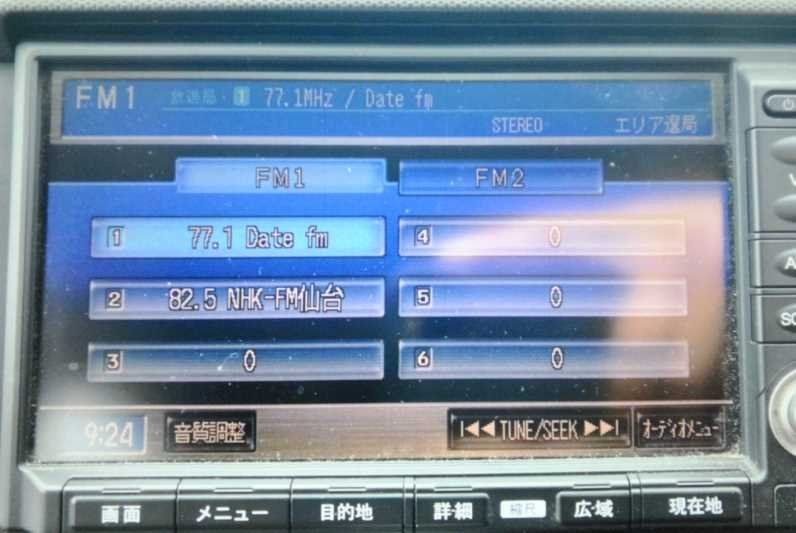 FM1 放送局: 1 77.1MHz / Date fm
STEREO エリア選局
FM1 FM2
1 77.1 Date fm 4 0
2 82.5 NHK-FM仙台 5 0
3 0 6 0
9:24 音質調整 |◀◀ TUNE/SEEK ▶▶| オーディオメニュー
画面 メニュー 目的地 詳細 縮尺 広域 現在地